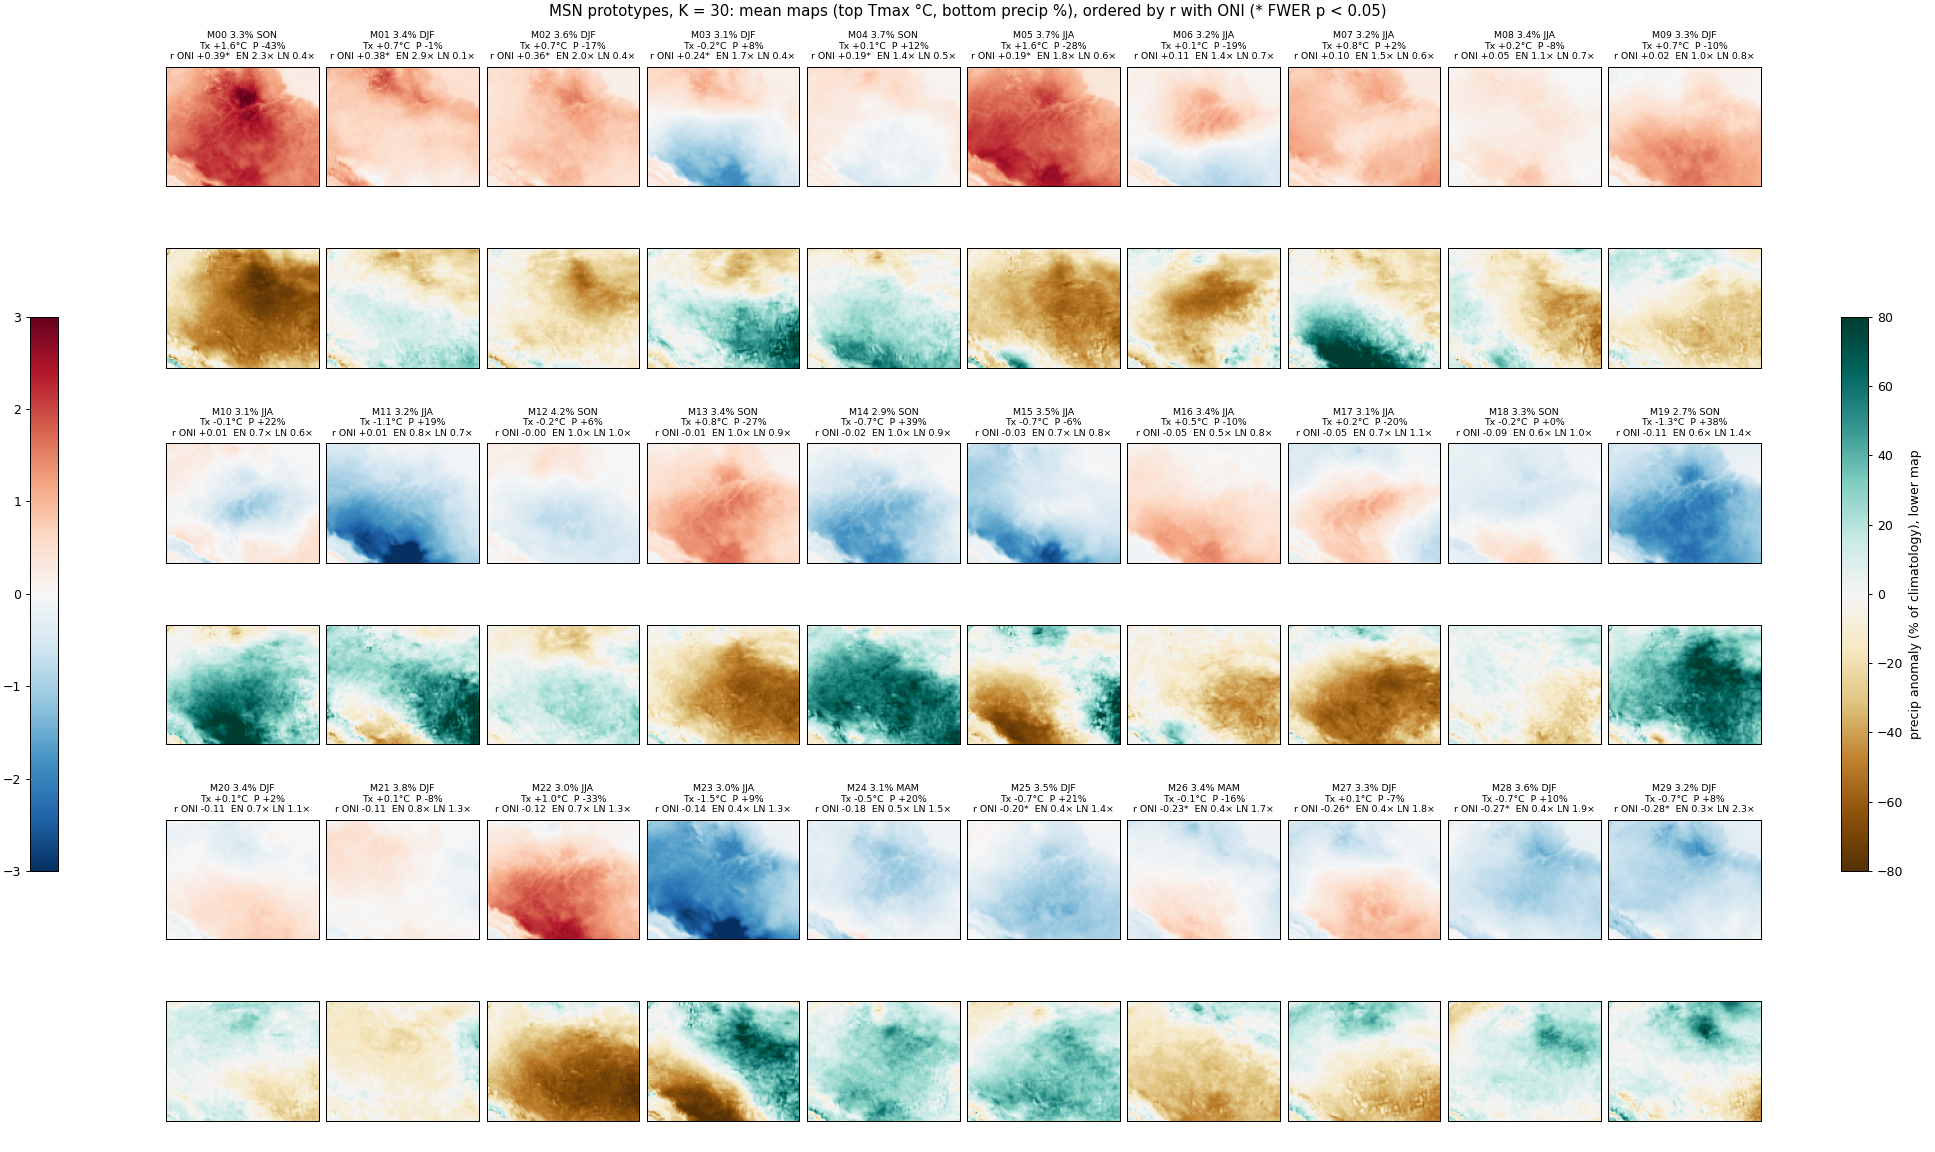 MSN prototypes, K = 30: mean maps (top Tmax °C, bottom precip %), ordered by r with ONI (* FWER p < 0.05)
M00 3.3% SON
Tx +1.6°C  P -43%
r ONI +0.39*  EN 2.3× LN 0.4×
M01 3.4% DJF
Tx +0.7°C  P -1%
r ONI +0.38*  EN 2.9× LN 0.1×
M02 3.6% DJF
Tx +0.7°C  P -17%
r ONI +0.36*  EN 2.0× LN 0.4×
M03 3.1% DJF
Tx -0.2°C  P +8%
r ONI +0.24*  EN 1.7× LN 0.4×
M04 3.7% SON
Tx +0.1°C  P +12%
r ONI +0.19*  EN 1.4× LN 0.5×
M05 3.7% JJA
Tx +1.6°C  P -28%
r ONI +0.19*  EN 1.8× LN 0.6×
M06 3.2% JJA
Tx +0.1°C  P -19%
r ONI +0.11  EN 1.4× LN 0.7×
M07 3.2% JJA
Tx +0.8°C  P +2%
r ONI +0.10  EN 1.5× LN 0.6×
M08 3.4% JJA
Tx +0.2°C  P -8%
r ONI +0.05  EN 1.1× LN 0.7×
M09 3.3% DJF
Tx +0.7°C  P -10%
r ONI +0.02  EN 1.0× LN 0.8×
M10 3.1% JJA
Tx -0.1°C  P +22%
r ONI +0.01  EN 0.7× LN 0.6×
M11 3.2% JJA
Tx -1.1°C  P +19%
r ONI +0.01  EN 0.8× LN 0.7×
M12 4.2% SON
Tx -0.2°C  P +6%
r ONI -0.00  EN 1.0× LN 1.0×
M13 3.4% SON
Tx +0.8°C  P -27%
r ONI -0.01  EN 1.0× LN 0.9×
M14 2.9% SON
Tx -0.7°C  P +39%
r ONI -0.02  EN 1.0× LN 0.9×
M15 3.5% JJA
Tx -0.7°C  P -6%
r ONI -0.03  EN 0.7× LN 0.8×
M16 3.4% JJA
Tx +0.5°C  P -10%
r ONI -0.05  EN 0.5× LN 0.8×
M17 3.1% JJA
Tx +0.2°C  P -20%
r ONI -0.05  EN 0.7× LN 1.1×
M18 3.3% SON
Tx -0.2°C  P +0%
r ONI -0.09  EN 0.6× LN 1.0×
M19 2.7% SON
Tx -1.3°C  P +38%
r ONI -0.11  EN 0.6× LN 1.4×
M20 3.4% DJF
Tx +0.1°C  P +2%
r ONI -0.11  EN 0.7× LN 1.1×
M21 3.8% DJF
Tx +0.1°C  P -8%
r ONI -0.11  EN 0.8× LN 1.3×
M22 3.0% JJA
Tx +1.0°C  P -33%
r ONI -0.12  EN 0.7× LN 1.3×
M23 3.0% JJA
Tx -1.5°C  P +9%
r ONI -0.14  EN 0.4× LN 1.3×
M24 3.1% MAM
Tx -0.5°C  P +20%
r ONI -0.18  EN 0.5× LN 1.5×
M25 3.5% DJF
Tx -0.7°C  P +21%
r ONI -0.20*  EN 0.4× LN 1.4×
M26 3.4% MAM
Tx -0.1°C  P -16%
r ONI -0.23*  EN 0.4× LN 1.7×
M27 3.3% DJF
Tx +0.1°C  P -7%
r ONI -0.26*  EN 0.4× LN 1.8×
M28 3.6% DJF
Tx -0.7°C  P +10%
r ONI -0.27*  EN 0.4× LN 1.9×
M29 3.2% DJF
Tx -0.7°C  P +8%
r ONI -0.28*  EN 0.3× LN 2.3×
3
2
1
0
−1
−2
−3
80
60
40
20
0
−20
−40
−60
−80
precip anomaly (% of climatology), lower map